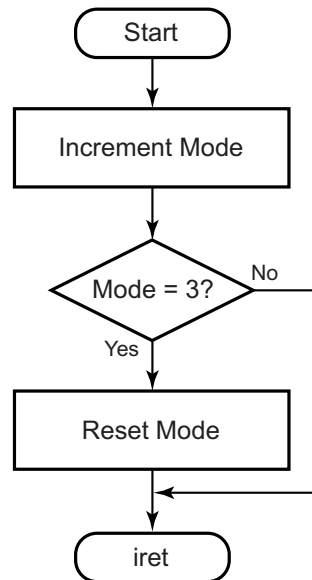 Start
Increment Mode
Mode = 3?
No
Yes
Reset Mode
iret